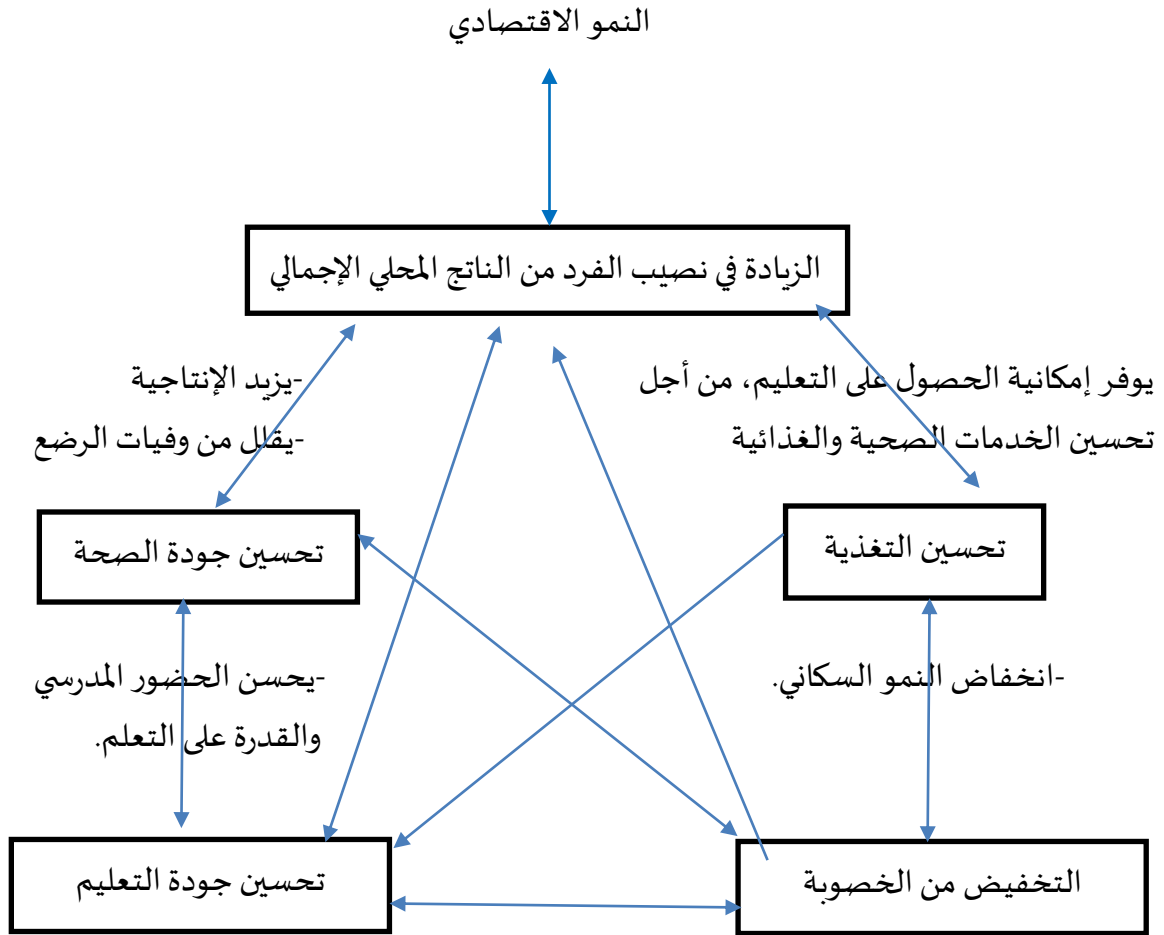 النمو الاقتصادي
الزيادة في نصيب الفرد من الناتج المحلي الإجمالي
يوفر إمكانية الحصول على التعليم، من أجل
تحسين الخدمات الصحية والغذائية
-يزيد الإنتاجية
-يقلل من وفيات الرضع
تحسين التغذية
تحسين جودة الصحة
-انخفاض النمو السكاني.
-يحسن الحضور المدرسي
والقدرة على التعلم.
التخفيض من الخصوبة
تحسين جودة التعليم